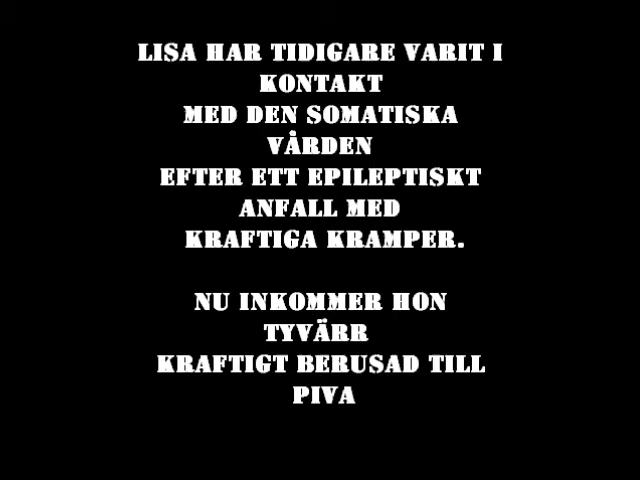 LISA HAR TIDIGARE VARIT I
KONTAKT
MED DEN SOMATISKA
VÅRDEN
EFTER ETT EPILEPTISKT
ANFALL MED
KRAFTIGA KRAMPER.
NU INKOMMER HON
TYVÄRR
KRAFTIGT BERUSAD TILL
PIVA